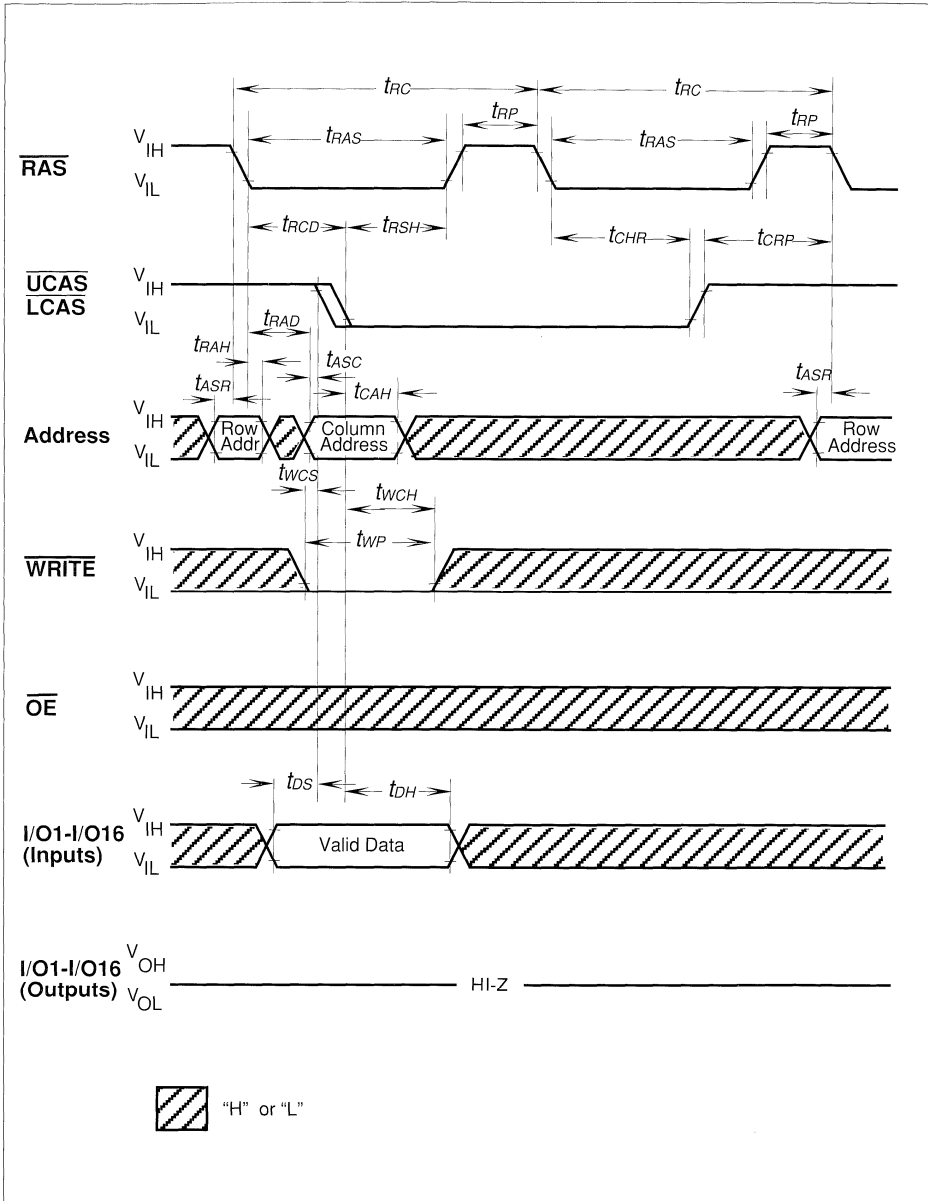 tRC tRC
tRAS tRP tRAS tRP
RAS VIH
VIL
tRCD tRSH tCHR tCRP
UCAS VIH
LCAS VIL
tRAD
tRAH tASC
tASR tCAH tASR
Address VIH Row Addr Column Address Row Address
VIL
tWCS
tWCH
tWP
WRITE VIH
VIL
OE VIH
VIL
tDS tDH
I/O1-I/O16 VIH
(Inputs) VIL Valid Data
I/O1-I/O16 VOH
(Outputs) VOL HI-Z
"H" or "L"